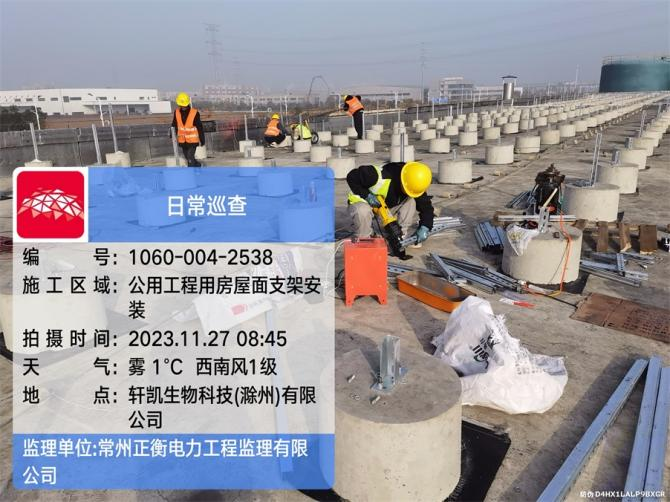 日常巡查
编号：1060-004-2538
施工区域：公用工程用房屋面支架安
装
拍摄时间：2023.11.27 08:45
天气：雾 1℃ 西南风1级
地点：轩凯生物科技(滁州)有限
公司
监理单位:常州正衡电力工程监理有限
公司
防伪 D4HX1LALP9BXGR